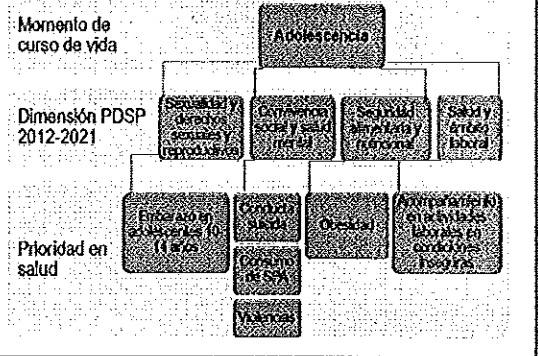 Momento de
curso de vida
Adolescencia
Dimensión PDSP
2012-2021
Sexualidad y
derechos
sexuales y
reproductivos
Convivencia
social y salud
mental
Seguridad
alimentaria y
nutricional
Salud y
ámbito
laboral
Prioridad en
salud
Embarazo en
adolescentes 10-
14 años
Conducta
suicida
Consumo
de SPA
Violencias
Obesidad
Acompañamiento
en actividades
laborales en
condiciones
inseguras